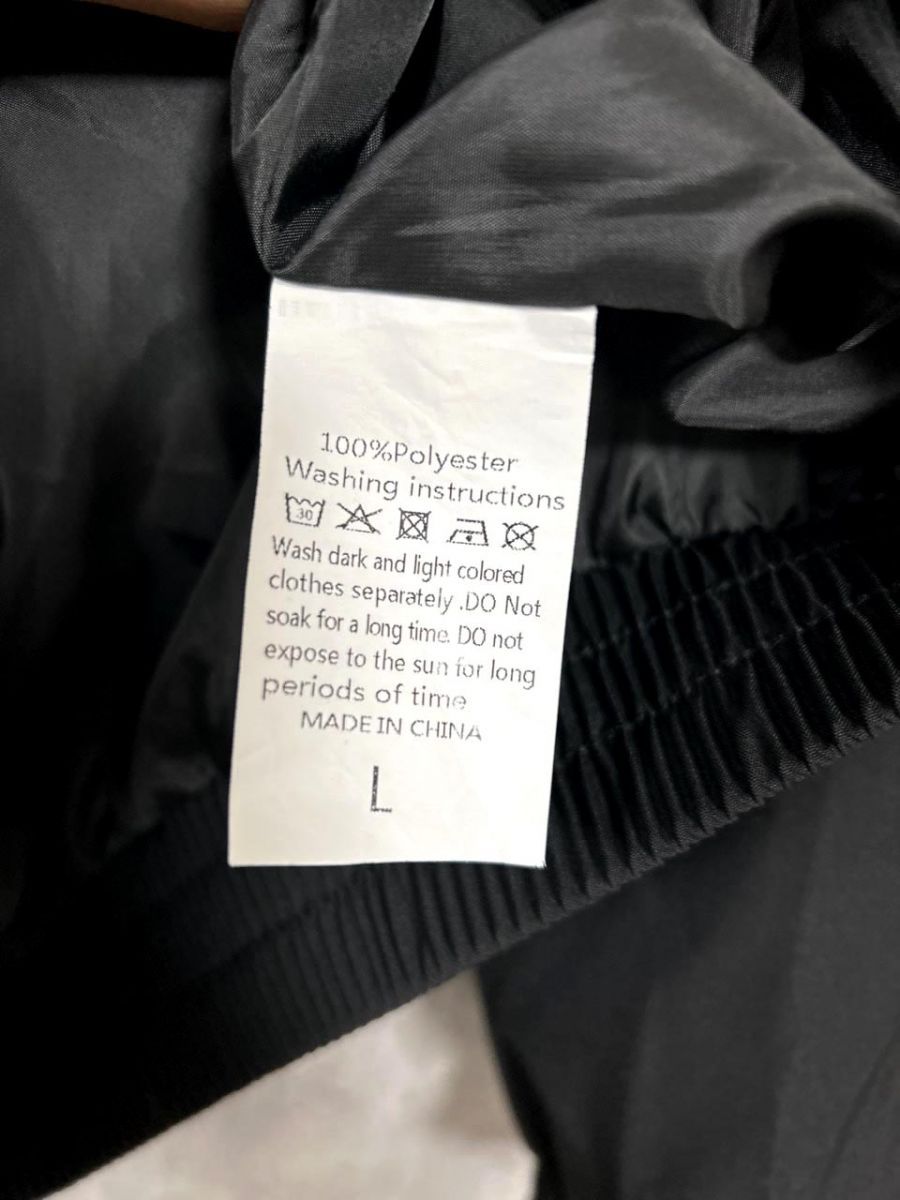 100%Polyester
Washing instructions
30
Wash dark and light colored
clothes separately .DO Not
soak for a long time. DO not
expose to the sun for long
periods of time
MADE IN CHINA
L